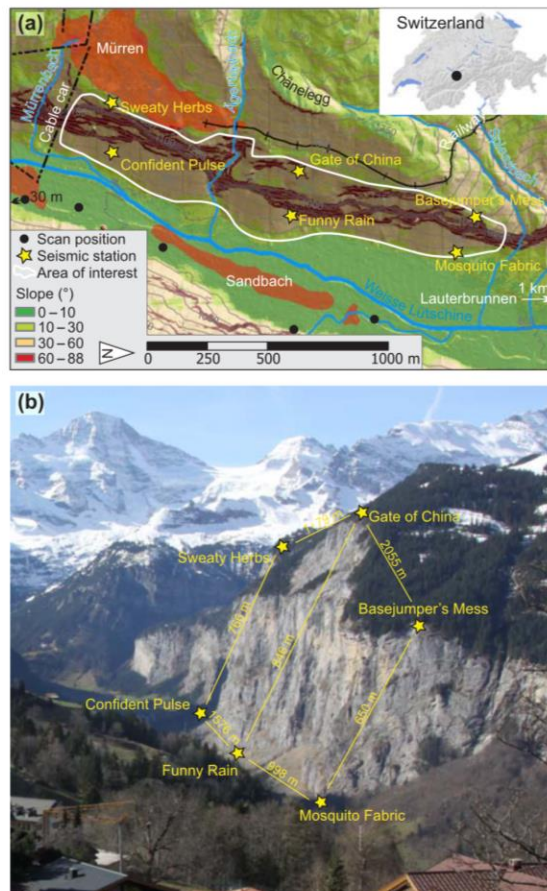 (a)
Mürren
Switzerland
Mürrenbach
Cable car
Sweaty Herbs
Chänelegg
Railway
Confident Pulse
Gate of China
Basejumper's Mess
Funny Rain
Mosquito Fabric
30 m
Scan position
Seismic station
Area of interest
Slope (°)
0–10
10–30
30–60
60–88
Sandbach
Weisse Lütschine
1 km
Lauterbrunnen
N
0 250 500 1000 m
(b)
Gate of China
Sweaty Herbs
2055 m
Basejumper's Mess
650 m
Confident Pulse
1576 m
Funny Rain
898 m
Mosquito Fabric